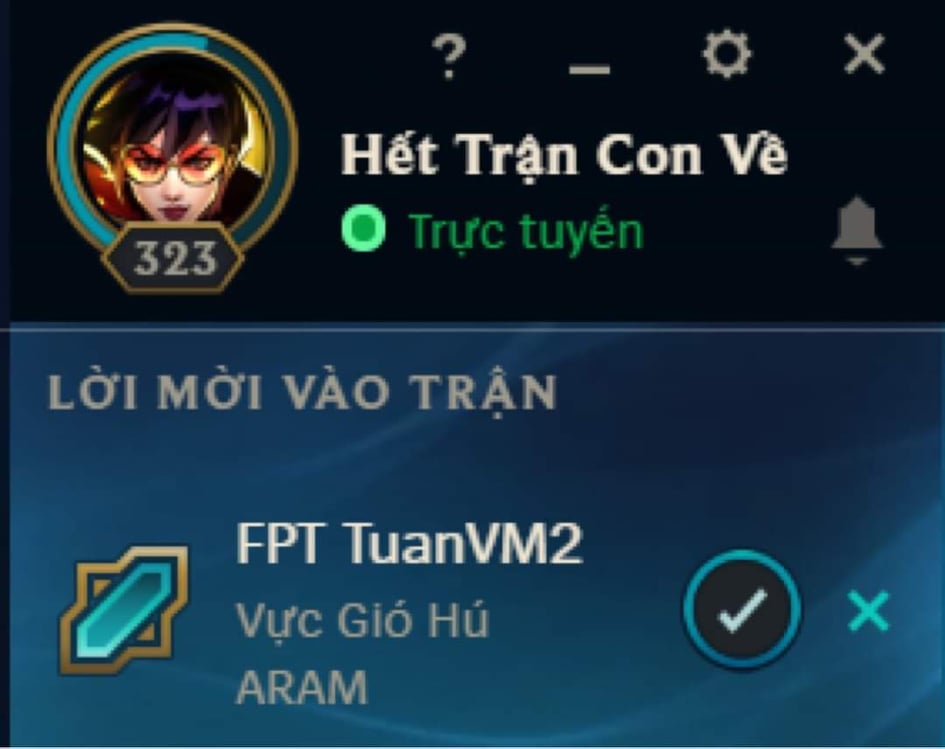 Hết Trận Con Về
Trực tuyến
323
LỜI MỜI VÀO TRẬN
FPT TuanVM2
Vực Gió Hú
ARAM